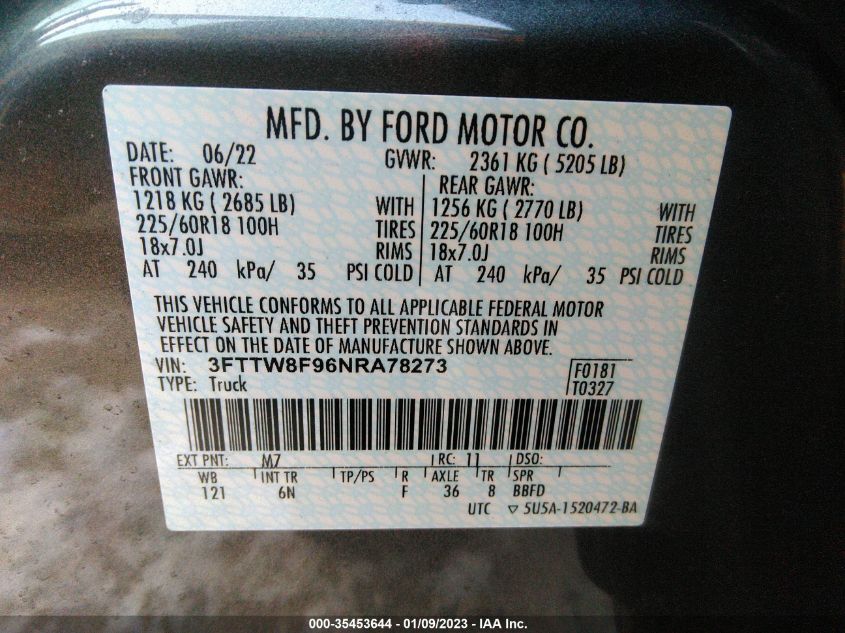 MFD. BY FORD MOTOR CO.
DATE: 06/22 GVWR: 2361 KG ( 5205 LB)
FRONT GAWR: REAR GAWR:
1218 KG ( 2685 LB) WITH 1256 KG ( 2770 LB) WITH
225/60R18 100H TIRES 225/60R18 100H TIRES
18x7.0J RIMS 18x7.0J RIMS
AT 240 kPa/ 35 PSI COLD AT 240 kPa/ 35 PSI COLD
THIS VEHICLE CONFORMS TO ALL APPLICABLE FEDERAL MOTOR
VEHICLE SAFETY AND THEFT PREVENTION STANDARDS IN
EFFECT ON THE DATE OF MANUFACTURE SHOWN ABOVE.
VIN: 3FTTW8F96NRA78273 F0181
TYPE: Truck T0327
EXT PNT: M7 RC: 11 DSO:
WB INT TR TP/PS R AXLE TR SPR
121 6N F 36 8 BBFD
UTC ▽ 5U5A-1520472-BA
000-35453644 - 01/09/2023 - IAA Inc.